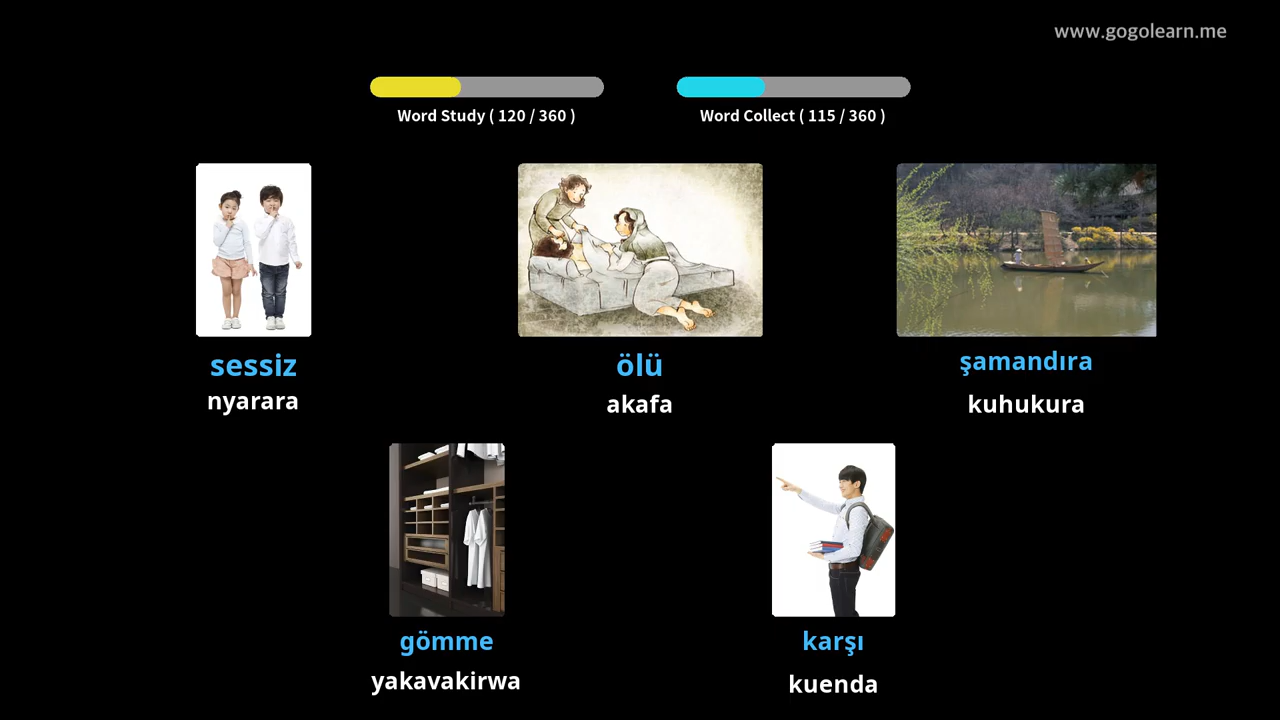 www.gogolearn.me
Word Study ( 120 / 360 )
Word Collect ( 115 / 360 )
sessiz
nyarara
ölü
akafa
şamandıra
kuhukura
gömme
yakavakirwa
karşı
kuenda